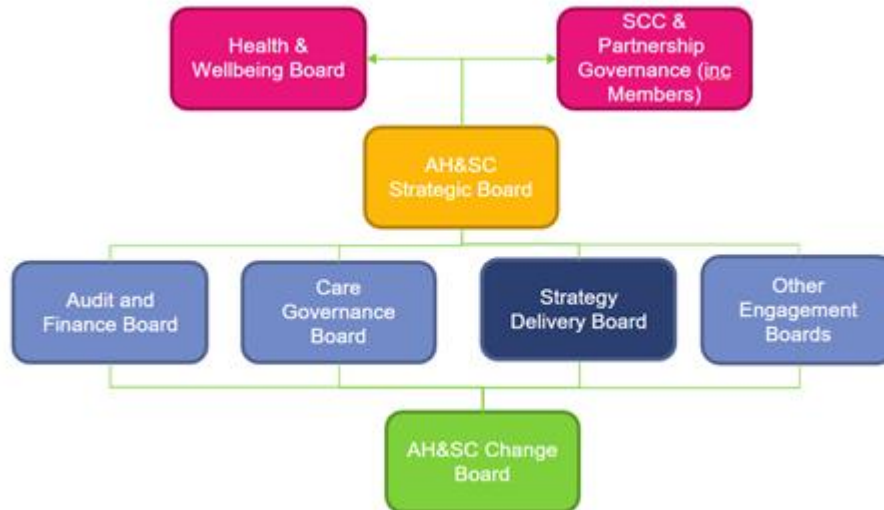 Health &
Wellbeing Board
SCC &
Partnership
Governance (inc
Members)
AH&SC
Strategic Board
Audit and
Finance Board
Care
Governance
Board
Strategy
Delivery Board
Other
Engagement
Boards
AH&SC Change
Board